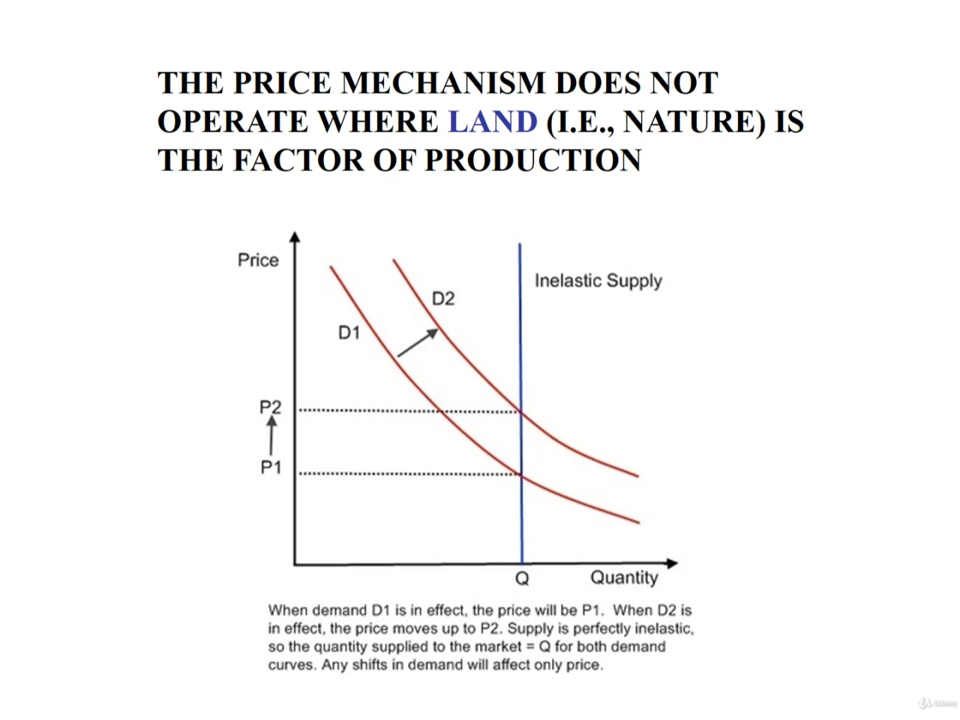 THE PRICE MECHANISM DOES NOT
OPERATE WHERE LAND (I.E., NATURE) IS
THE FACTOR OF PRODUCTION
Price
Inelastic Supply
D2
D1
P2
P1
Q
Quantity
When demand D1 is in effect, the price will be P1.  When D2 is
in effect, the price moves up to P2. Supply is perfectly inelastic,
so the quantity supplied to the market = Q for both demand
curves. Any shifts in demand will affect only price.